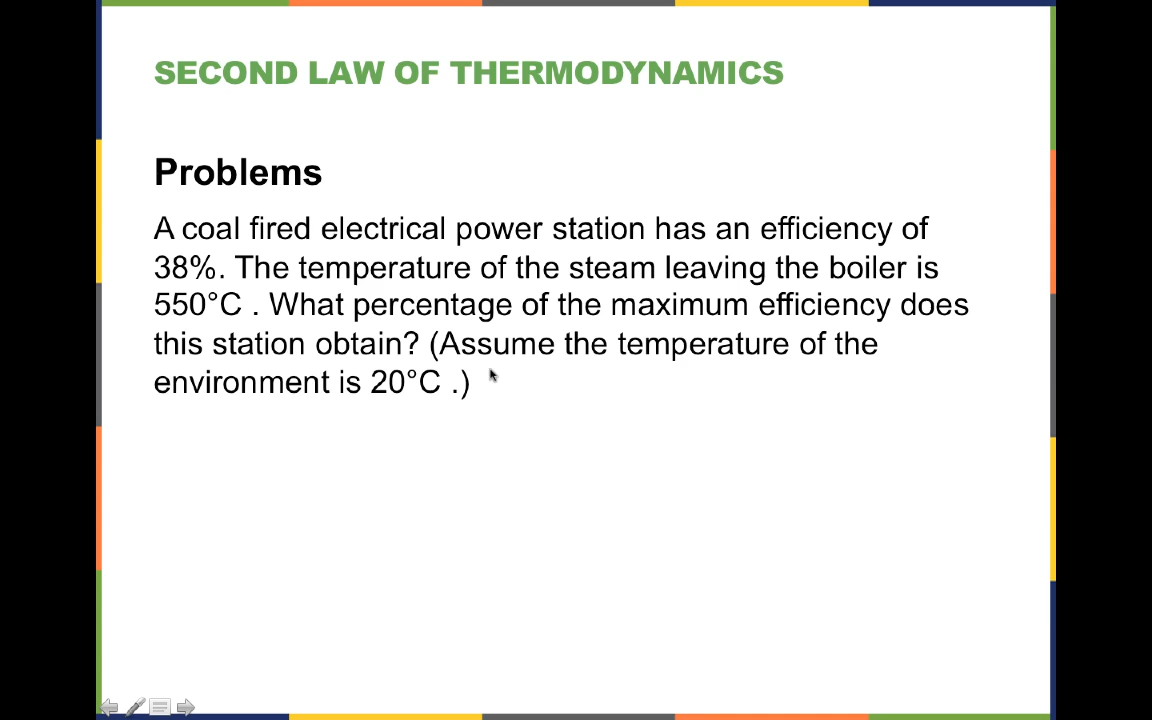 SECOND LAW OF THERMODYNAMICS
Problems
A coal fired electrical power station has an efficiency of
38%. The temperature of the steam leaving the boiler is
550°C . What percentage of the maximum efficiency does
this station obtain? (Assume the temperature of the
environment is 20°C .)